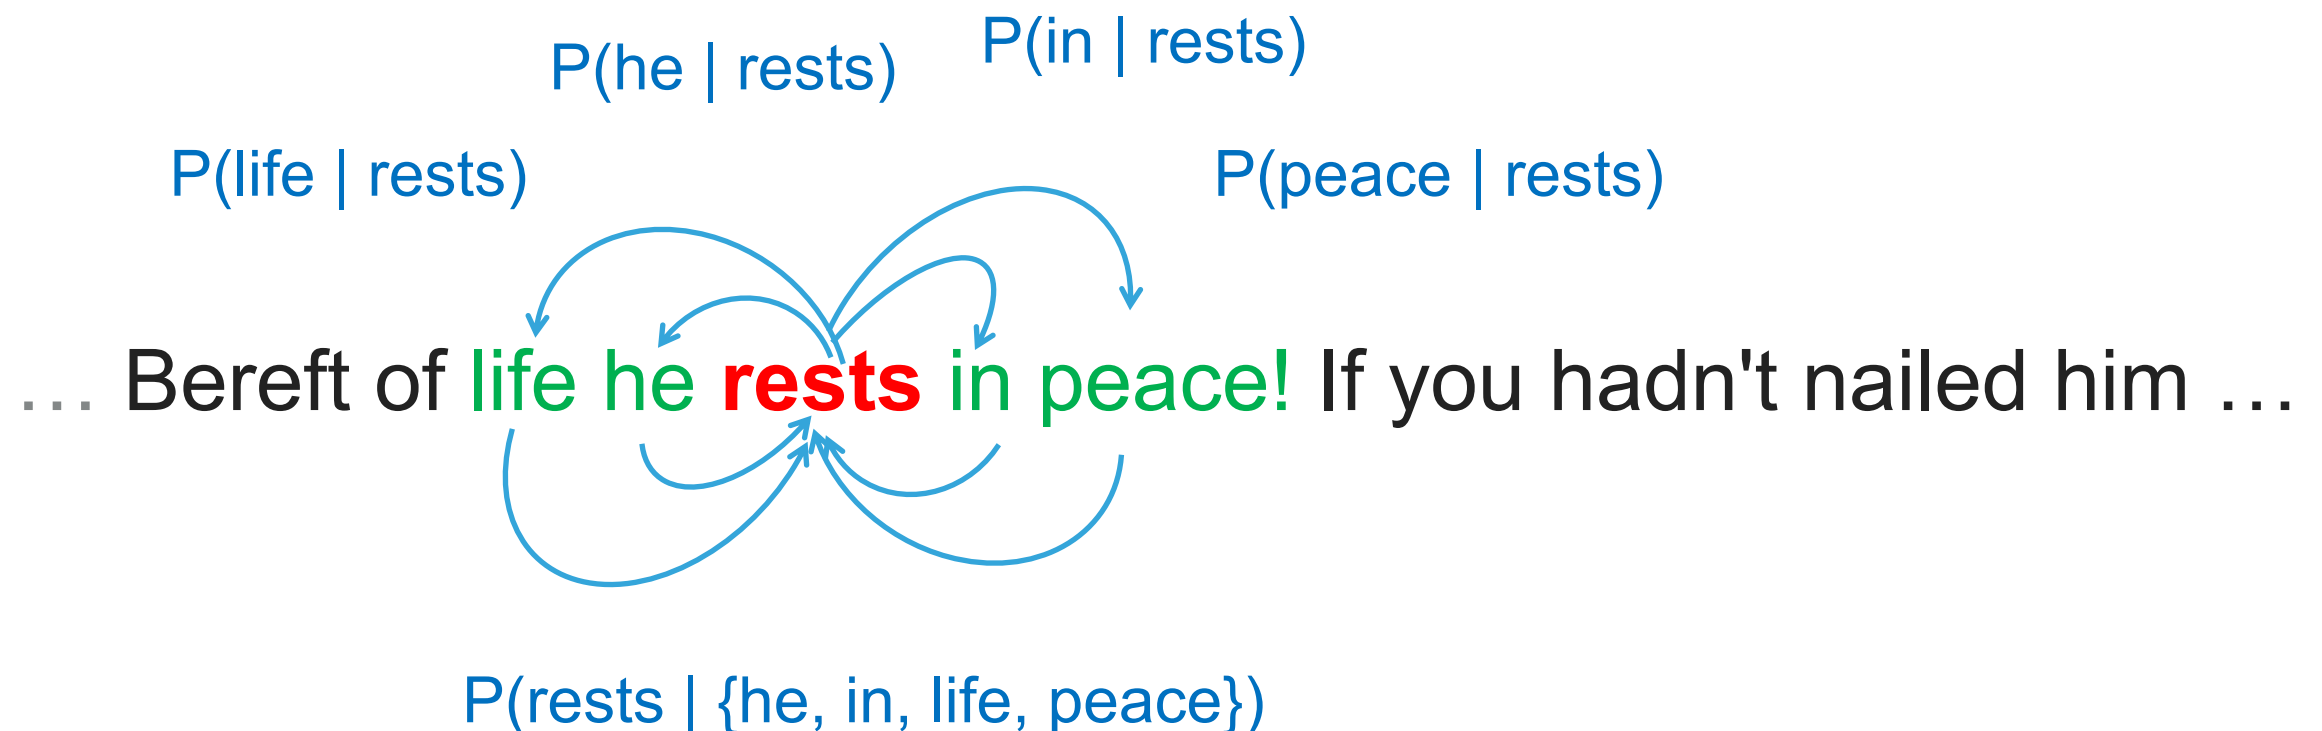 P(in | rests)
P(he | rests)
P(life | rests)
P(peace | rests)
… Bereft of life he rests in peace! If you hadn't nailed him …
P(rests | {he, in, life, peace})